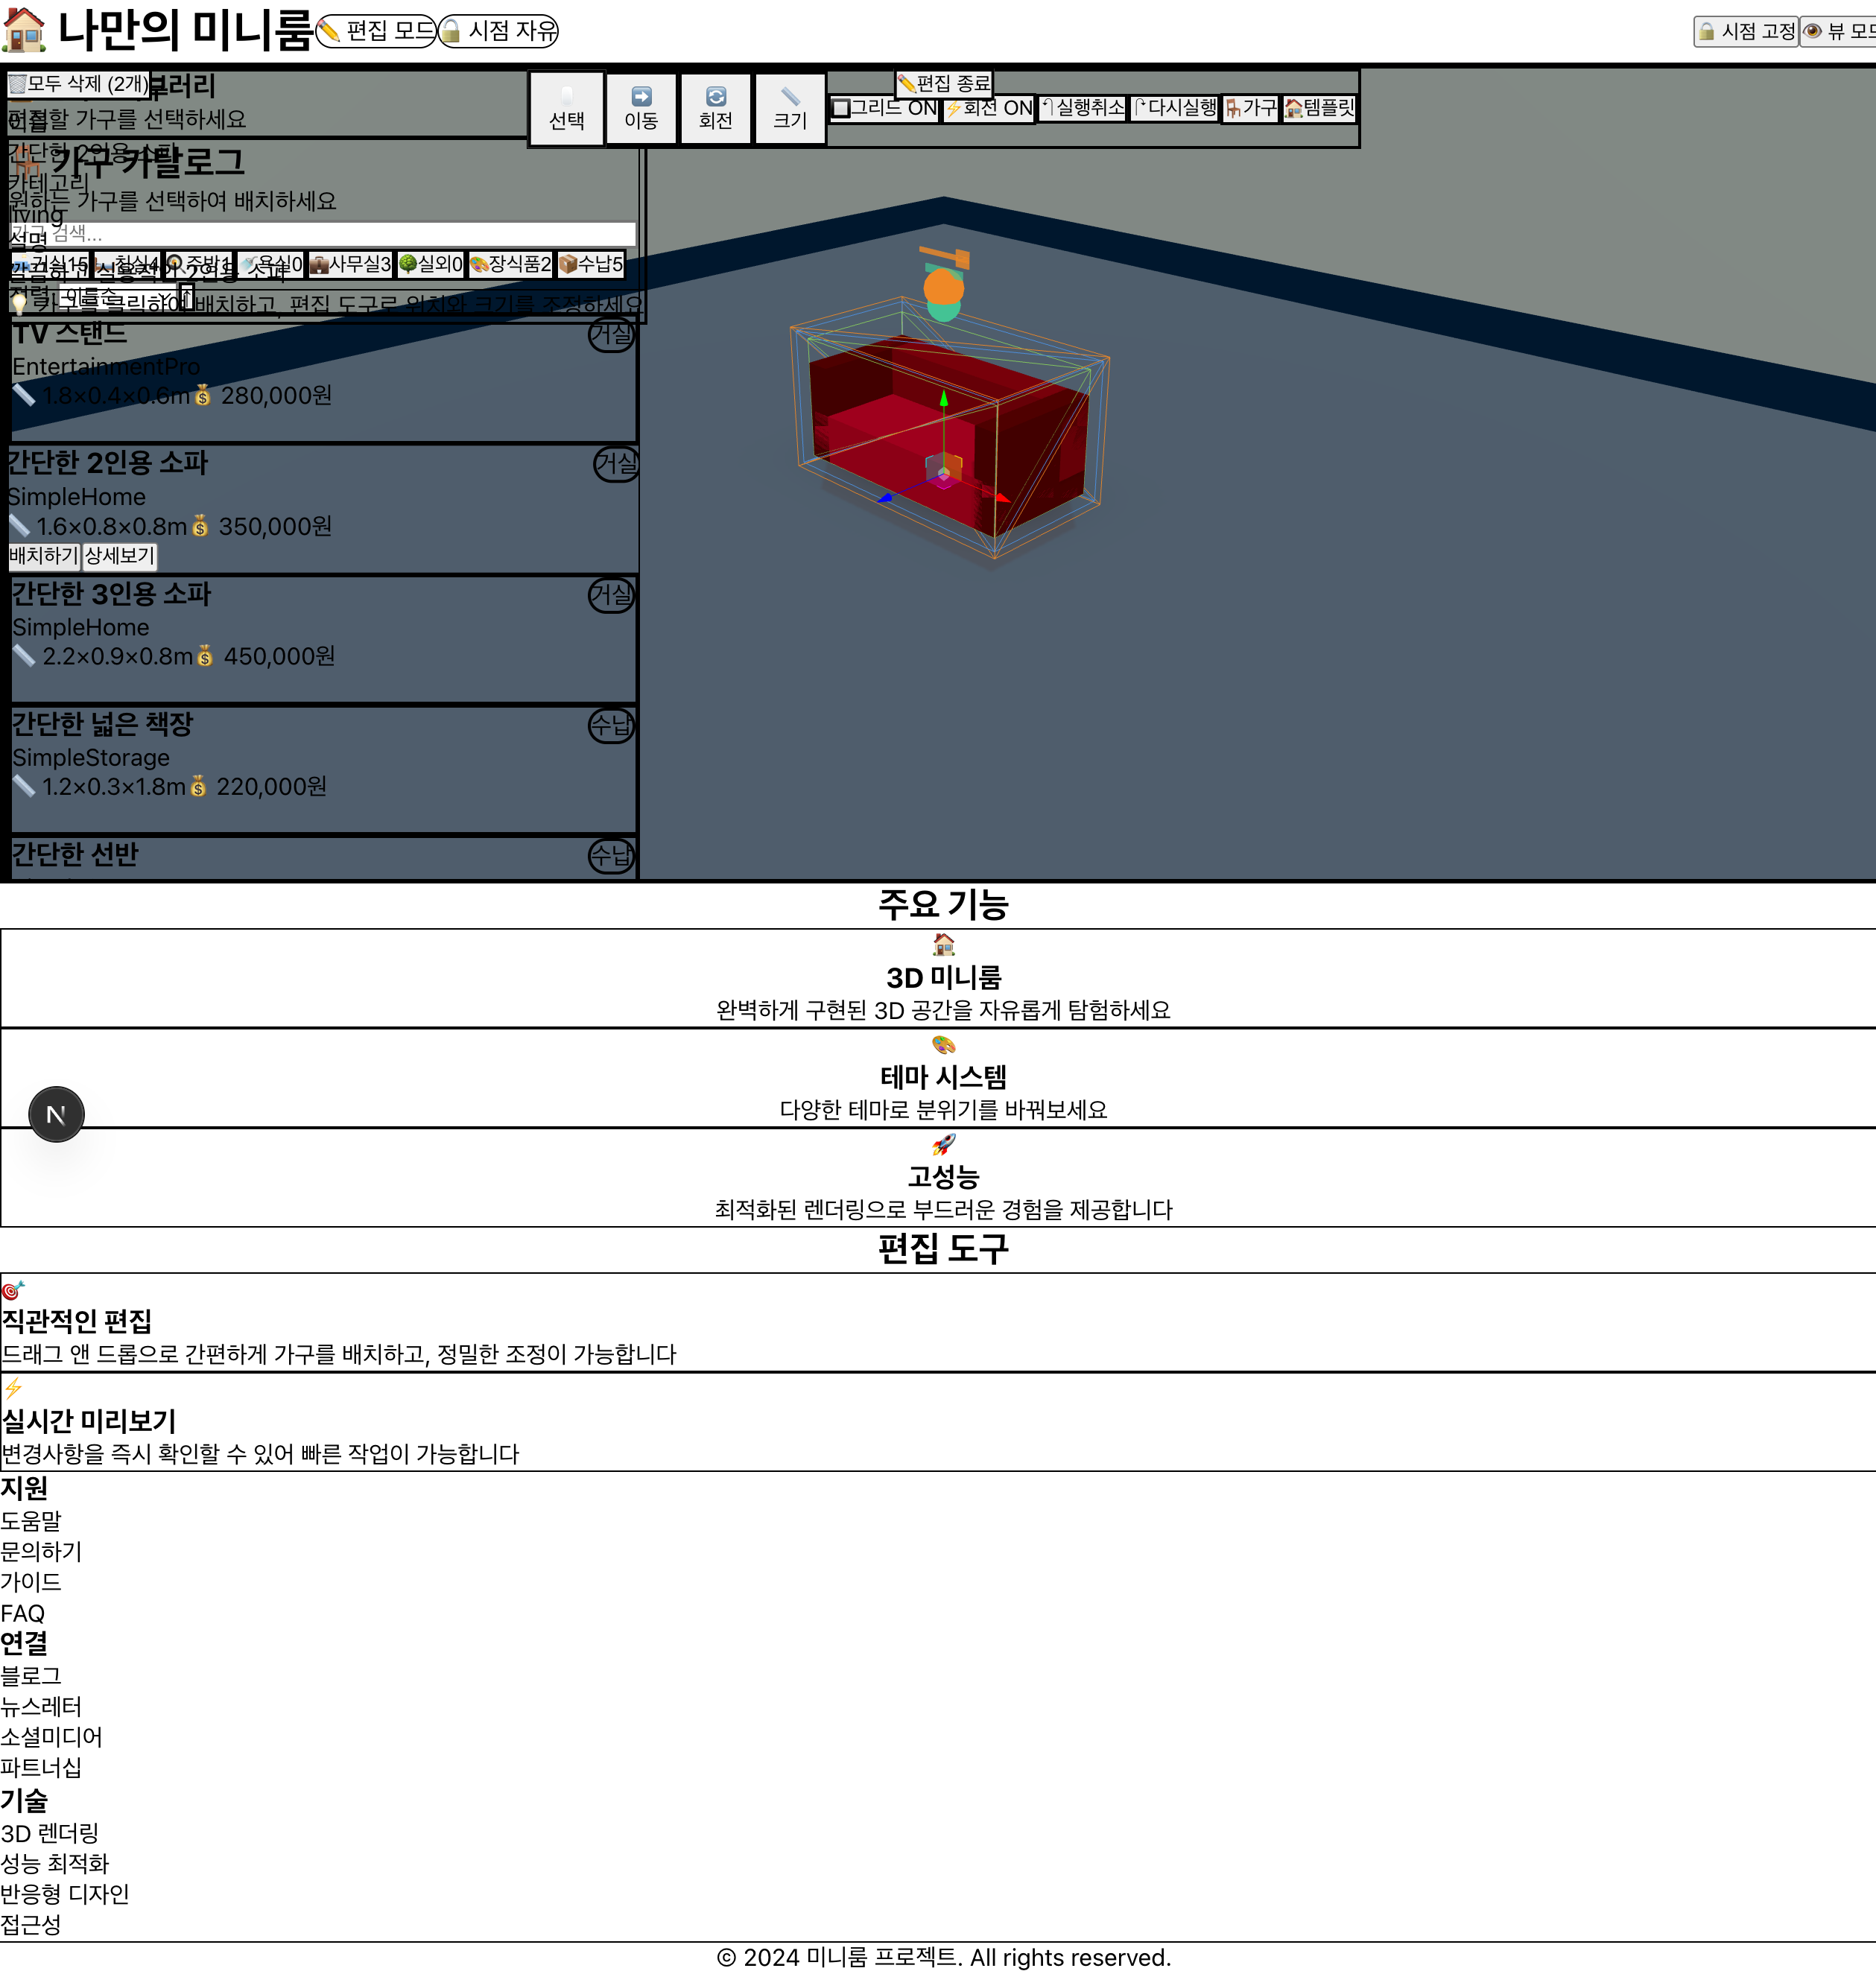 🏠 나만의 미니룸 ✏️ 편집 모드 🔒 시점 자유 🔒 시점 고정 👁️ 뷰 모드
🗑️모두 삭제 (2개)
편집할 가구를 선택하세요
이름
간단한 2인용 소파
🪑 가구 카탈로그
카테고리
원하는 가구를 선택하여 배치하세요
living
가구 검색...
설명
🛋️거실15 🛏️침실4 🍳주방1 🚿욕실0 💼사무실3 🌳실외0 🎨장식품2 📦수납5
깔끔하고 실용적인 2인용 소파
이름순 ↑
💡 가구를 클릭하여 배치하고, 편집 도구로 위치와 크기를 조정하세요
선택
➡️ 이동
🔄 회전
📏 크기
✏️편집 종료
🔲그리드 ON ⚡회전 ON 실행취소 다시실행 🪑가구 🏠템플릿
TV 스탠드 거실
EntertainmentPro
📏 1.8×0.4×0.6m💰 280,000원
간단한 2인용 소파 거실
SimpleHome
📏 1.6×0.8×0.8m💰 350,000원
배치하기 상세보기
간단한 3인용 소파 거실
SimpleHome
📏 2.2×0.9×0.8m💰 450,000원
간단한 넓은 책장 수납
SimpleStorage
📏 1.2×0.3×1.8m💰 220,000원
간단한 선반 수납
주요 기능
🏠
3D 미니룸
완벽하게 구현된 3D 공간을 자유롭게 탐험하세요
🎨
테마 시스템
다양한 테마로 분위기를 바꿔보세요
N
🚀
고성능
최적화된 렌더링으로 부드러운 경험을 제공합니다
편집 도구
🎯
직관적인 편집
드래그 앤 드롭으로 간편하게 가구를 배치하고, 정밀한 조정이 가능합니다
⚡
실시간 미리보기
변경사항을 즉시 확인할 수 있어 빠른 작업이 가능합니다
지원
도움말
문의하기
가이드
FAQ
연결
블로그
뉴스레터
소셜미디어
파트너십
기술
3D 렌더링
성능 최적화
반응형 디자인
접근성
© 2024 미니룸 프로젝트. All rights reserved.